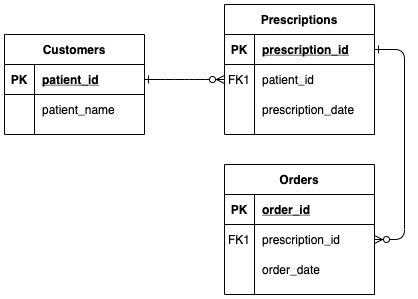 Customers
PK patient_id
patient_name
Prescriptions
PK prescription_id
FK1 patient_id
prescription_date
Orders
PK order_id
FK1 prescription_id
order_date